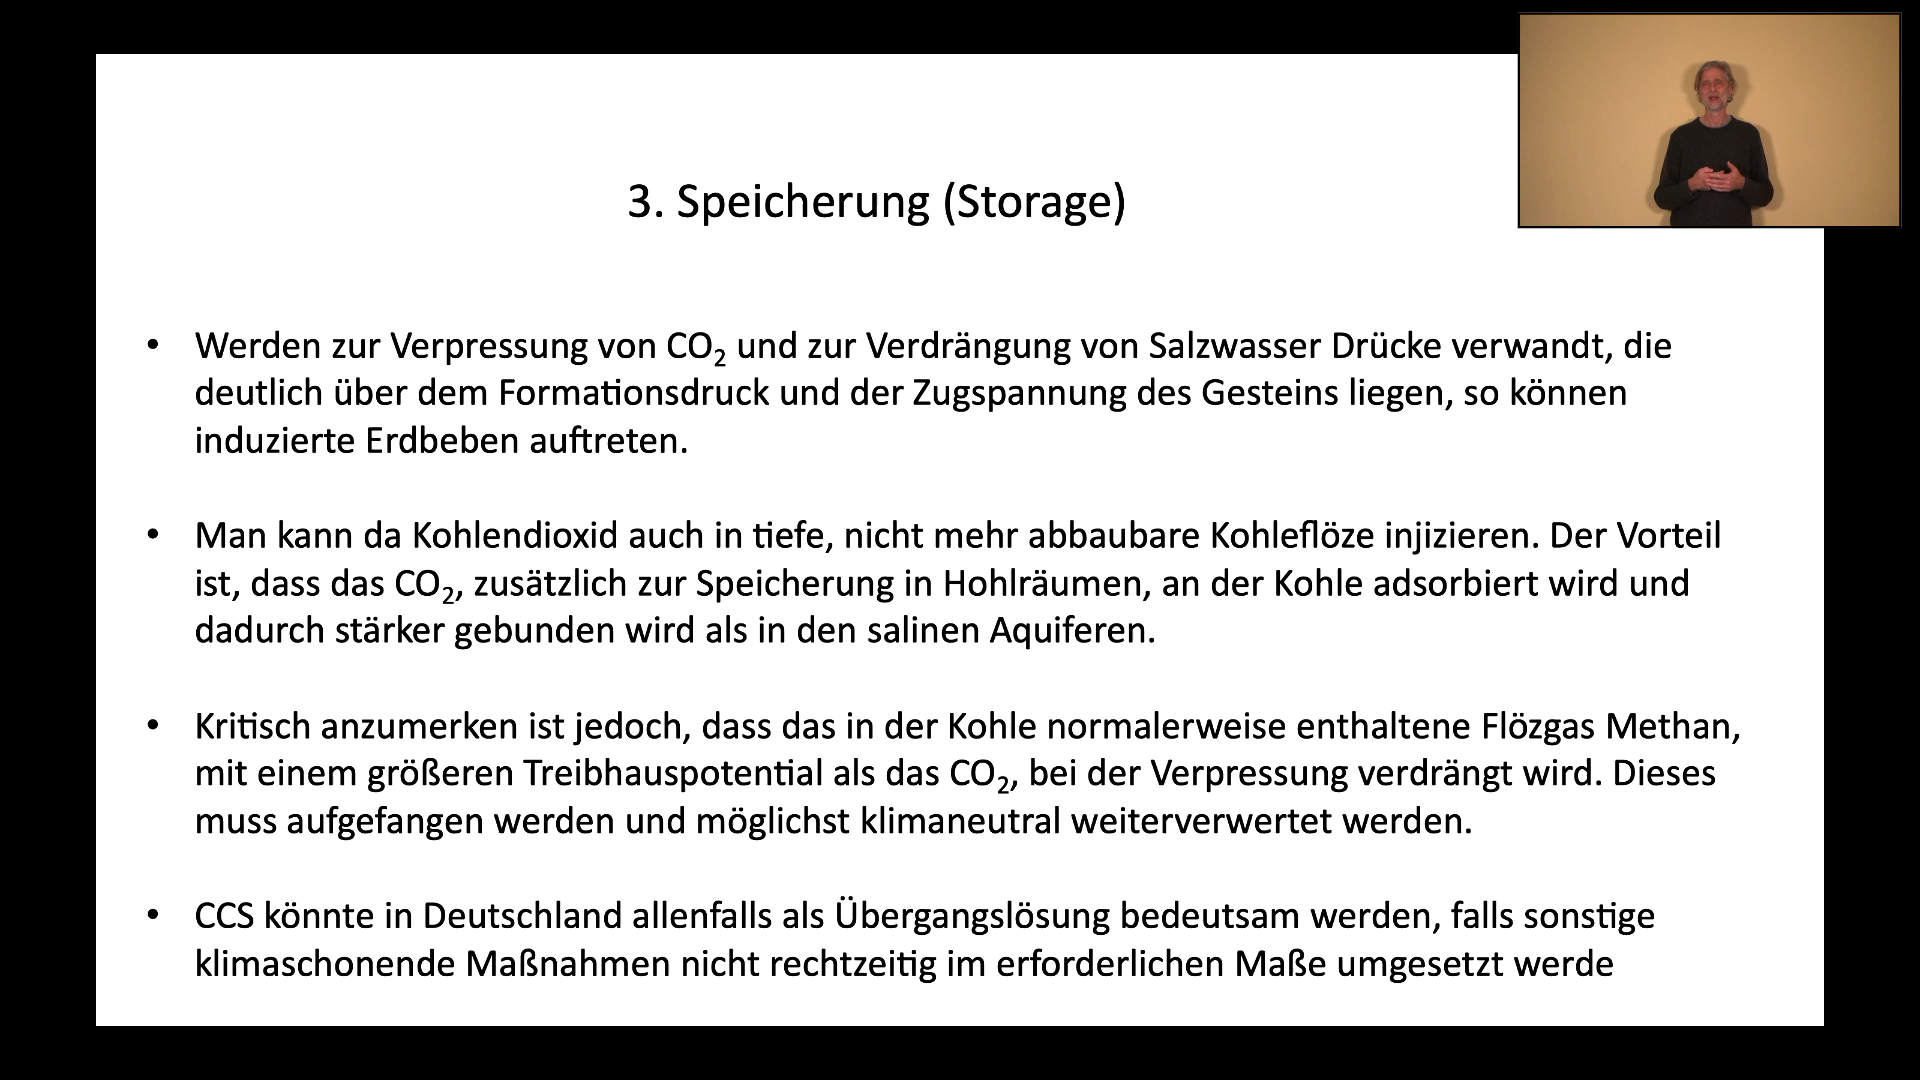 3. Speicherung (Storage)
• Werden zur Verpressung von CO₂ und zur Verdrängung von Salzwasser Drücke verwandt, die
deutlich über dem Formationsdruck und der Zugspannung des Gesteins liegen, so können
induzierte Erdbeben auftreten.
• Man kann da Kohlendioxid auch in tiefe, nicht mehr abbaubare Kohleflöze injizieren. Der Vorteil
ist, dass das CO₂, zusätzlich zur Speicherung in Hohlräumen, an der Kohle adsorbiert wird und
dadurch stärker gebunden wird als in den salinen Aquiferen.
• Kritisch anzumerken ist jedoch, dass das in der Kohle normalerweise enthaltene Flözgas Methan,
mit einem größeren Treibhauspotential als das CO₂, bei der Verpressung verdrängt wird. Dieses
muss aufgefangen werden und möglichst klimaneutral weiterverwertet werden.
• CCS könnte in Deutschland allenfalls als Übergangslösung bedeutsam werden, falls sonstige
klimaschonende Maßnahmen nicht rechtzeitig im erforderlichen Maße umgesetzt werde